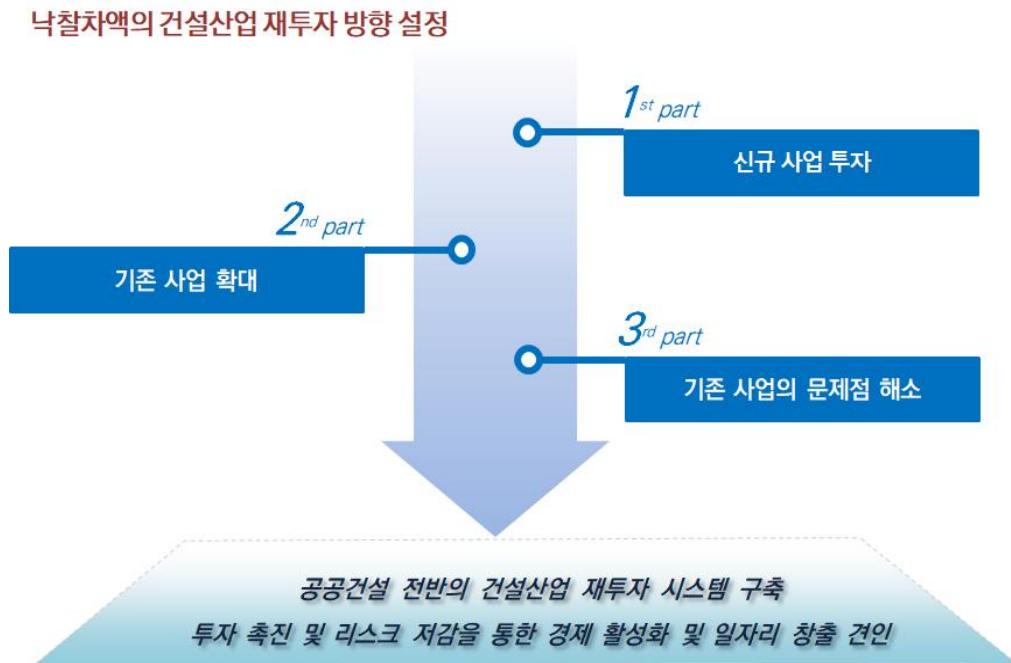 낙찰차액의 건설산업 재투자 방향 설정
1st part
신규 사업 투자
2nd part
기존 사업 확대
3rd part
기존 사업의 문제점 해소
공공건설 전반의 건설산업 재투자 시스템 구축
투자 촉진 및 리스크 저감을 통한 경제 활성화 및 일자리 창출 견인